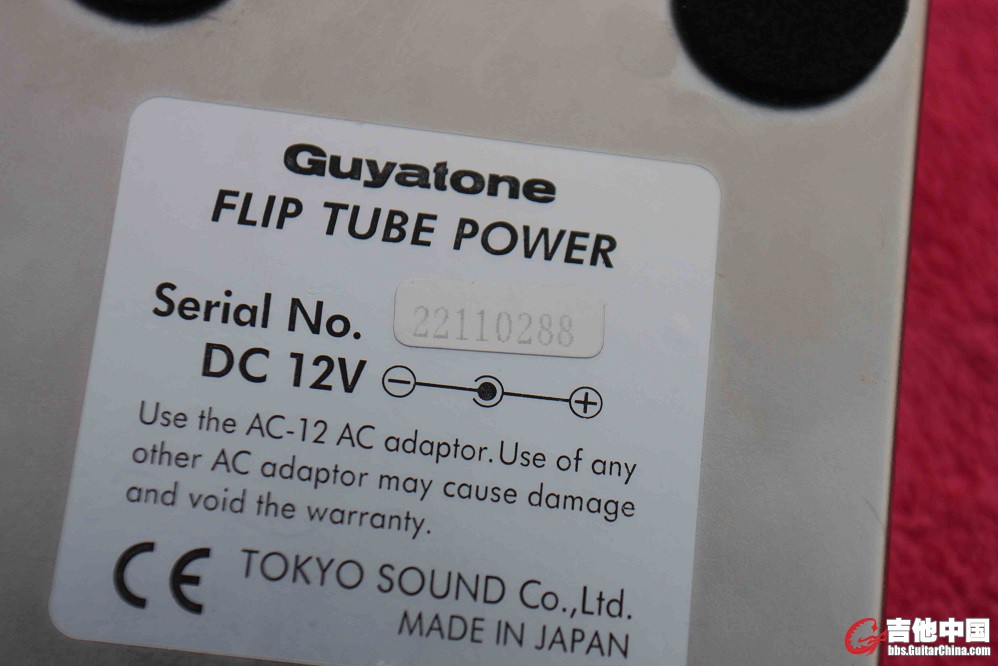 Guyatone
FLIP TUBE POWER
Serial No. 22110288
DC 12V
Use the AC-12 AC adaptor. Use of any
other AC adaptor may cause damage
and void the warranty.
CE TOKYO SOUND Co.,Ltd.
MADE IN JAPAN
吉他中国
bbs.GuitarChina.com